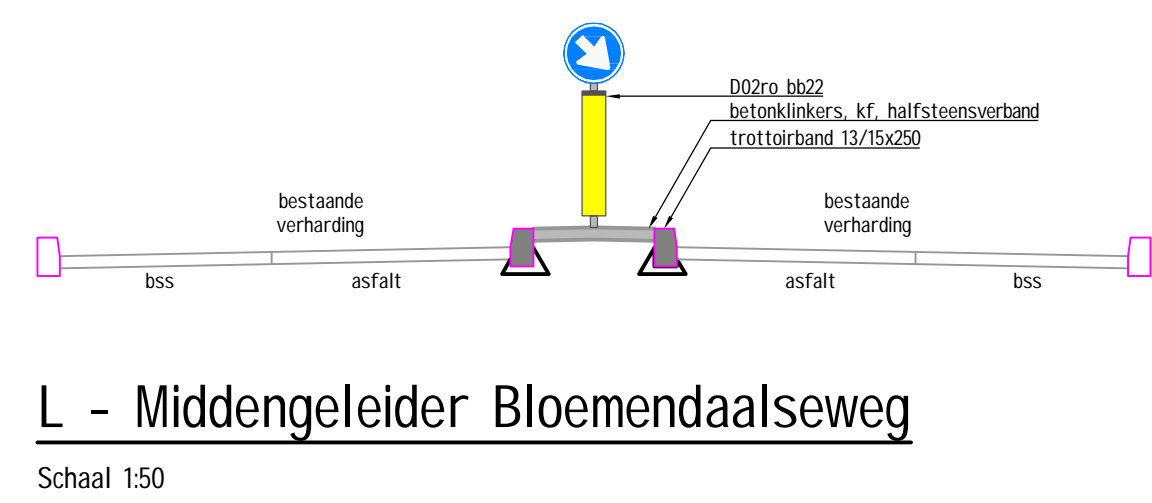 D02ro bb22
betonklinkers, kf, halfsteensverband
trottoirband 13/15x250
bestaande
verharding
bestaande
verharding
bss
asfalt
asfalt
bss
L - Middengeleider Bloemendaalseweg
Schaal 1:50